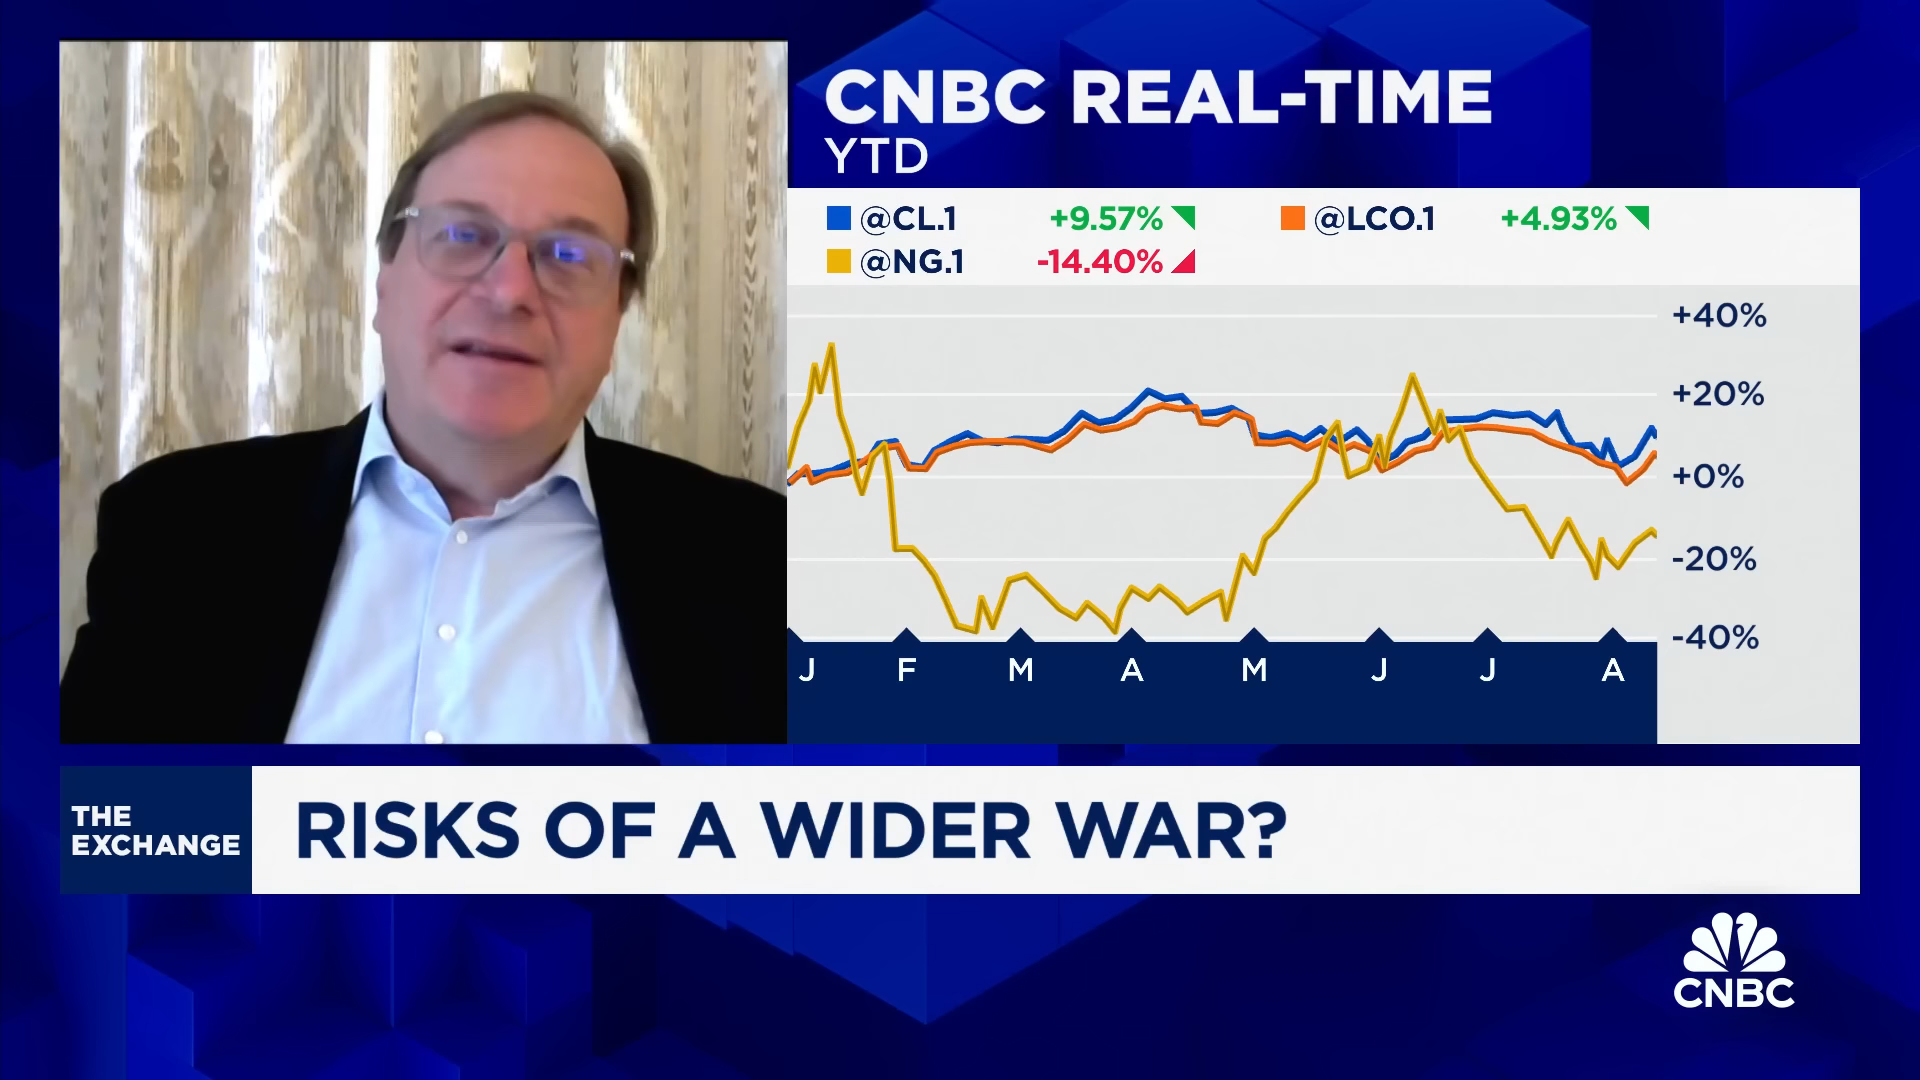 CNBC REAL-TIME
YTD
@CL.1 +9.57% @LCO.1 +4.93%
@NG.1 -14.40%
+40%
+20%
+0%
-20%
-40%
J F M A M J J A
THE
EXCHANGE
RISKS OF A WIDER WAR?
CNBC